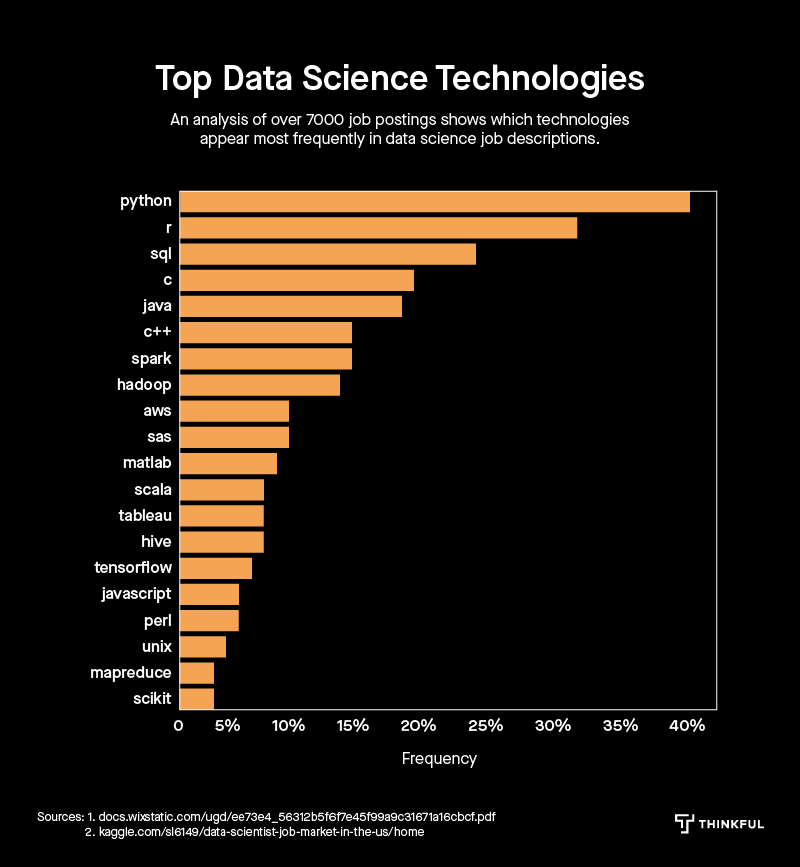 Top Data Science Technologies
An analysis of over 7000 job postings shows which technologies
appear most frequently in data science job descriptions.
python
r
sql
c
java
c++
spark
hadoop
aws
sas
matlab
scala
tableau
hive
tensorflow
javascript
perl
unix
mapreduce
scikit
0 5% 10% 15% 20% 25% 30% 35% 40%
Frequency
Sources: 1. docs.wixstatic.com/ugd/ee73e4_56312b5f6f7e45f99a9c31671a16cbcf.pdf
2. kaggle.com/sl6149/data-scientist-job-market-in-the-us/home
THINKFUL